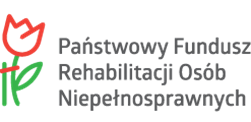 Państwowy Fundusz
Rehabilitacji Osób
Niepełnosprawnych